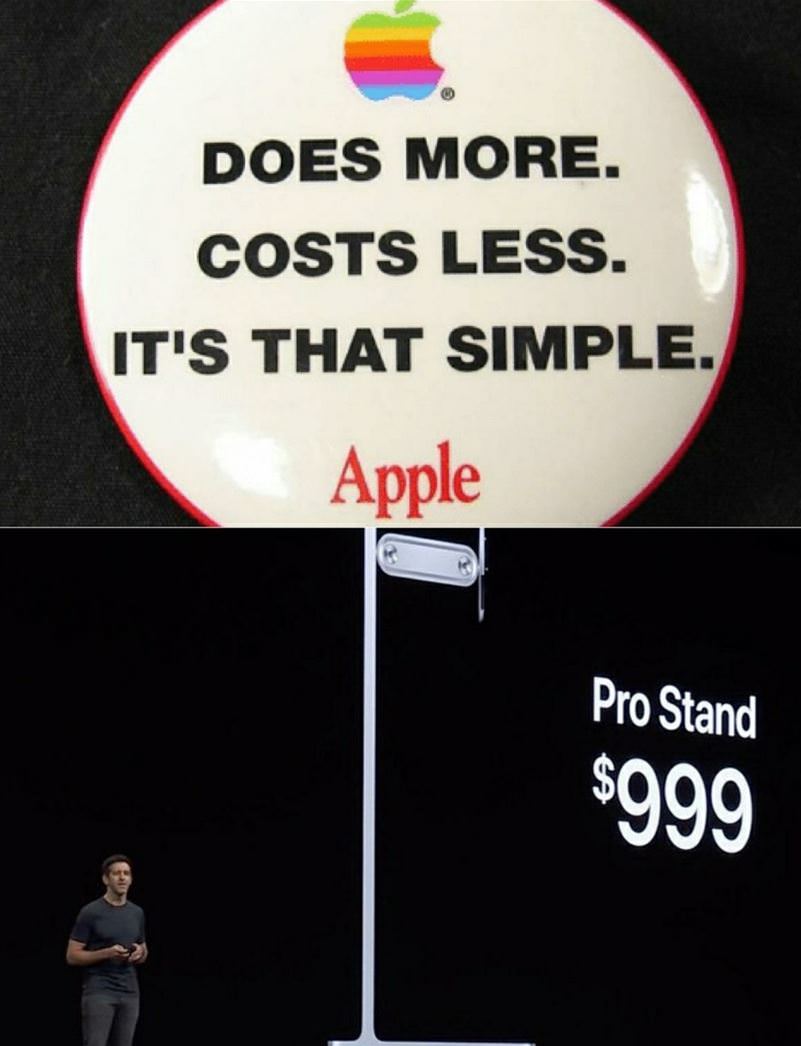 ®
DOES MORE.
COSTS LESS.
IT'S THAT SIMPLE.
Apple
Pro Stand
$999